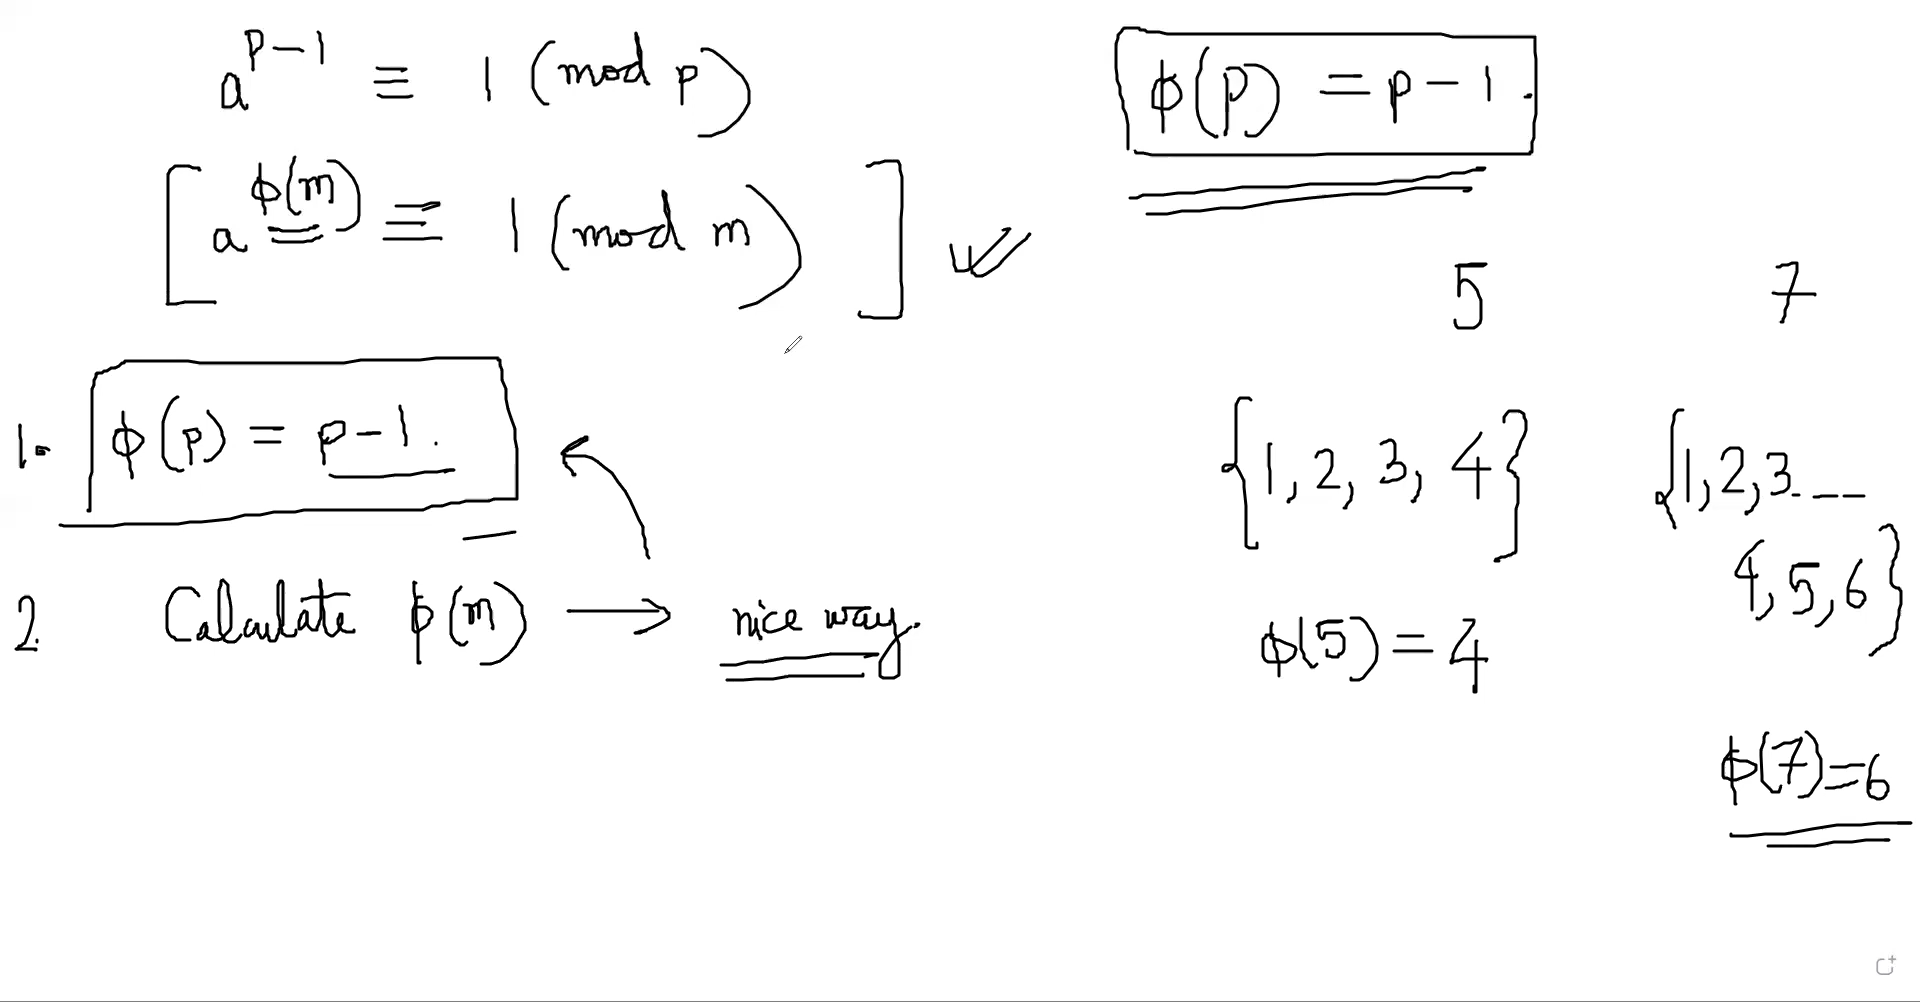 a^{p-1} ≡ 1 (mod p)
[a^{ϕ(m)} ≡ 1 (mod m)]
1. ϕ(p) = p-1.
2. Calculate ϕ(m) → nice way.
ϕ(p) = p-1.
5
{1, 2, 3, 4}
ϕ(5) = 4
7
{1, 2, 3 - - -
4, 5, 6}
ϕ(7) = 6